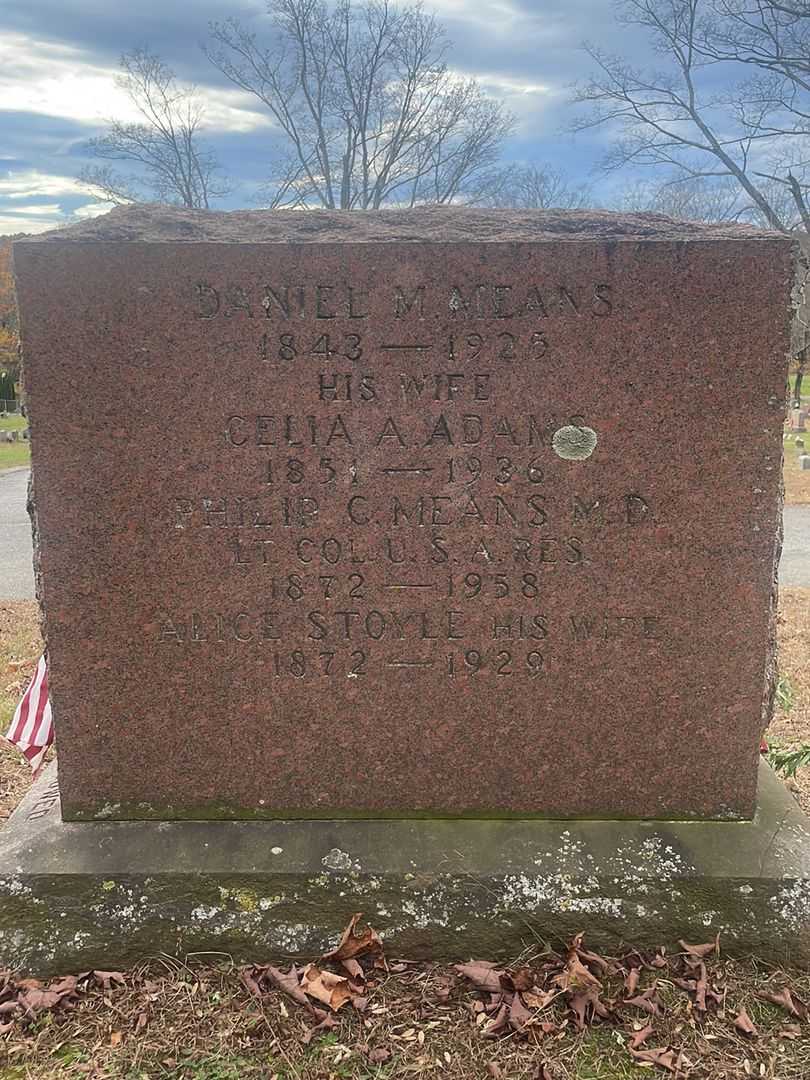 DANIEL M. MEANS
1843 — 1925
HIS WIFE
CELIA A. ADAMS
1851 — 1936
PHILIP C. MEANS M.D.
LT. COL. U.S.A. RES.
1872 — 1958
ALICE STOYLE HIS WIFE
1872 — 1929